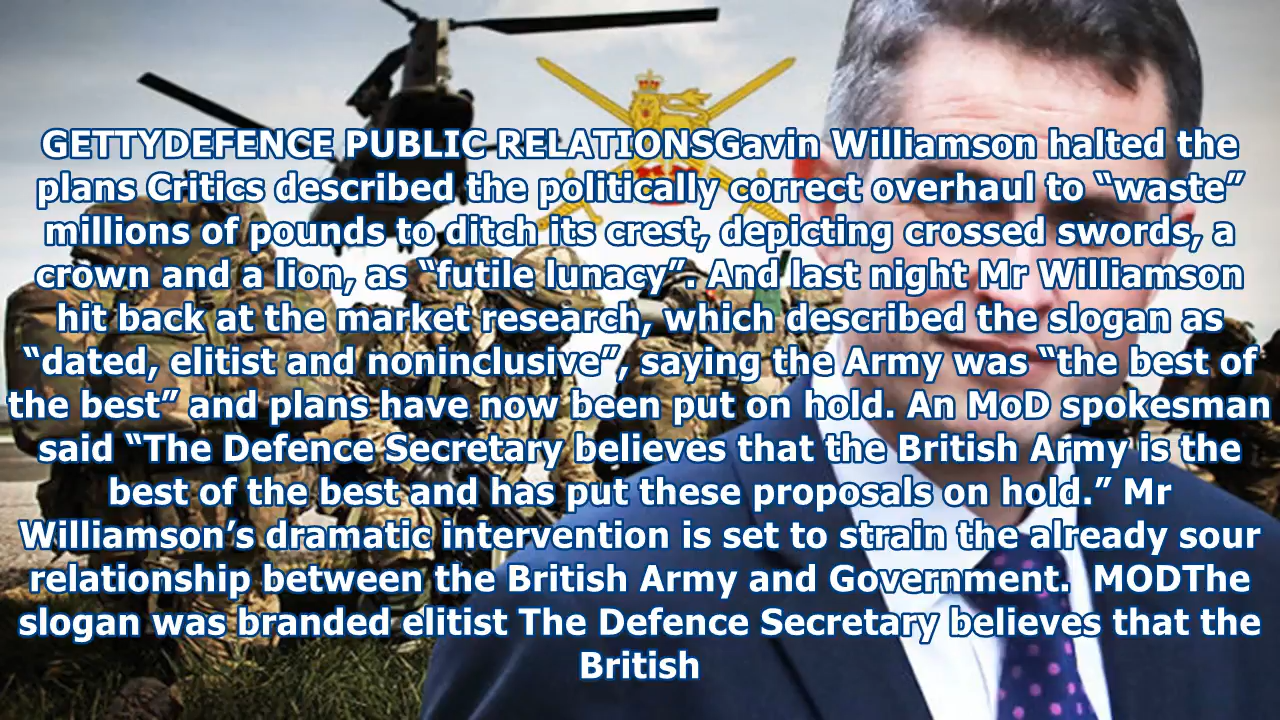 GETTYDEFENCE PUBLIC RELATIONSGavin Williamson halted the
plans Critics described the politically correct overhaul to “waste”
millions of pounds to ditch its crest, depicting crossed swords, a
crown and a lion, as “futile lunacy”. And last night Mr Williamson
hit back at the market research, which described the slogan as
“dated, elitist and noninclusive”, saying the Army was “the best of
the best” and plans have now been put on hold. An MoD spokesman
said “The Defence Secretary believes that the British Army is the
best of the best and has put these proposals on hold.” Mr
Williamson’s dramatic intervention is set to strain the already sour
relationship between the British Army and Government.  MODThe
slogan was branded elitist The Defence Secretary believes that the
British